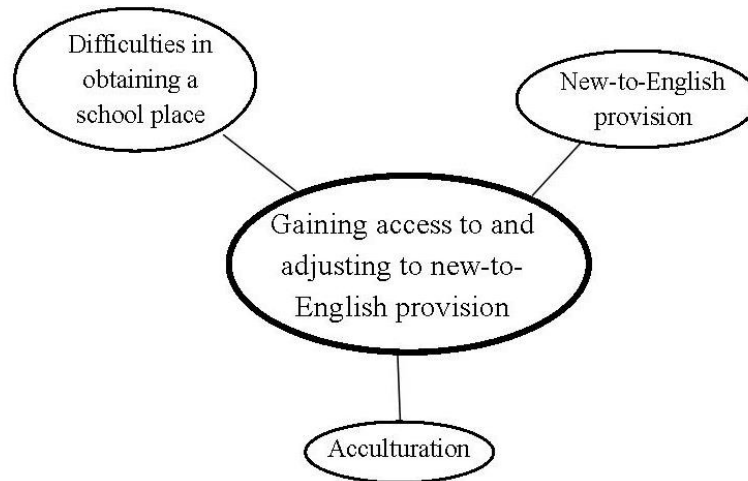 Difficulties in
obtaining a
school place
New-to-English
provision
Gaining access to and
adjusting to new-to-
English provision
Acculturation